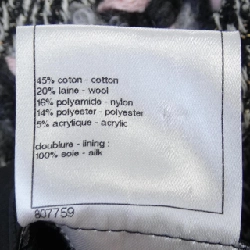 45% coton - cotton
20% laine - wool
16% polyamide - nylon
14% polyester - polyester
5% acrylique - acrylic
doublure - lining :
100% soie - silk
807759